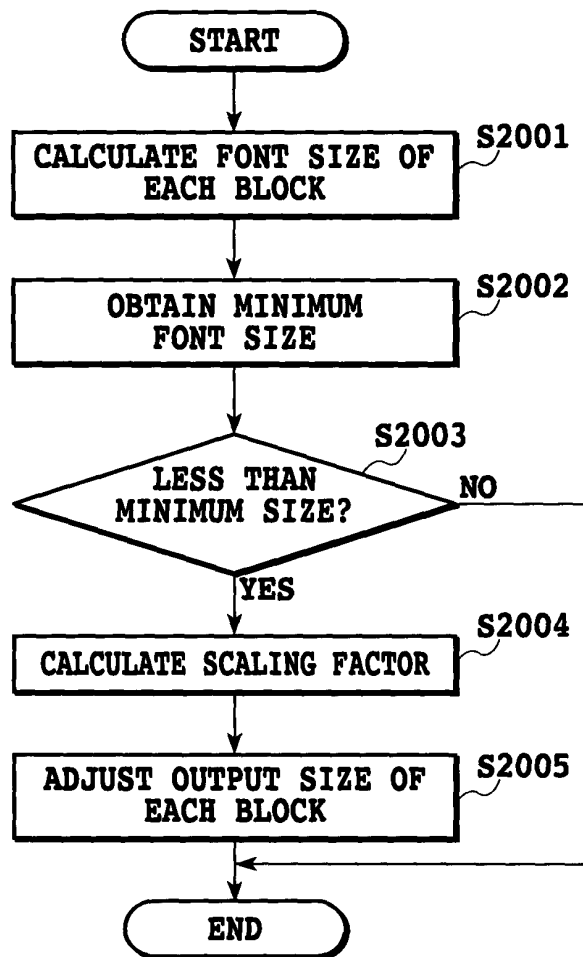 START
S2001
CALCULATE FONT SIZE OF
EACH BLOCK
S2002
OBTAIN MINIMUM
FONT SIZE
S2003
LESS THAN
MINIMUM SIZE?
NO
YES
S2004
CALCULATE SCALING FACTOR
S2005
ADJUST OUTPUT SIZE OF
EACH BLOCK
END